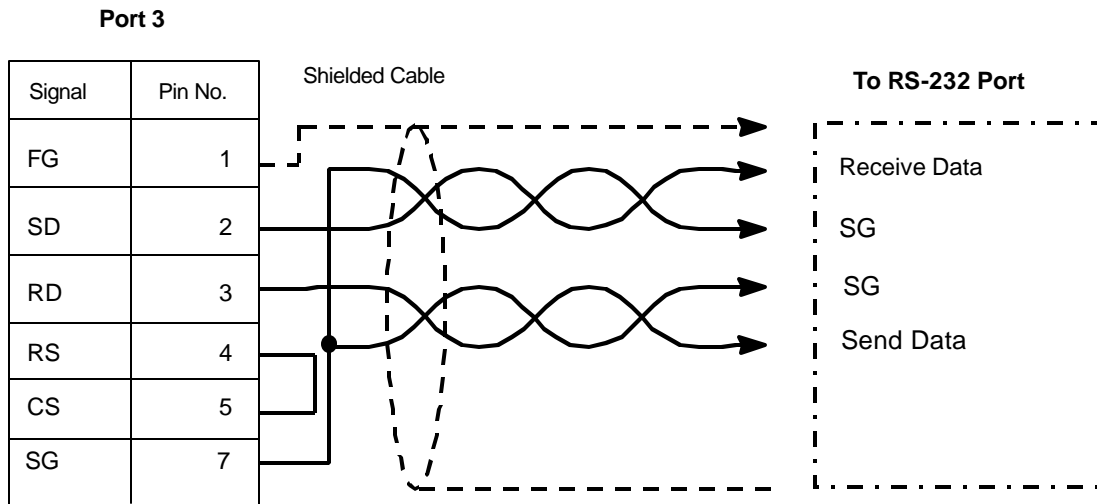 Port 3
Shielded Cable
To RS-232 Port
Signal Pin No.
FG 1
SD 2
RD 3
RS 4
CS 5
SG 7
Receive Data
SG
SG
Send Data